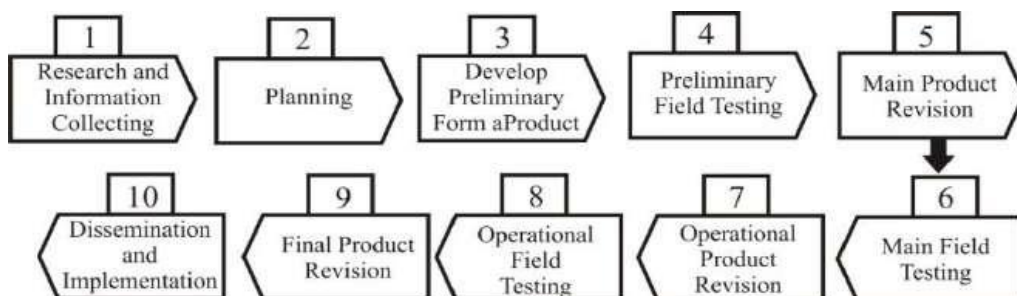 1
Research and
Information
Collecting
2
Planning
3
Develop
Preliminary
Form aProduct
4
Preliminary
Field Testing
5
Main Product
Revision
6
Main Field
Testing
7
Operational
Product
Revision
8
Operational
Field
Testing
9
Final Product
Revision
10
Dissemination
and
Implementation